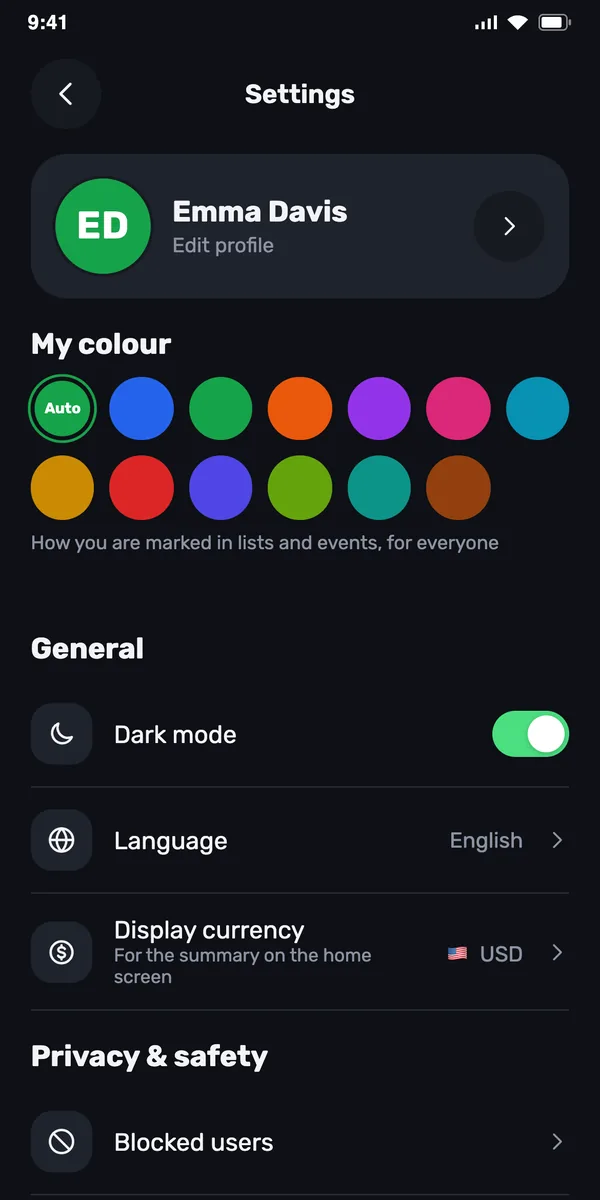 9:41
Settings
ED
Emma Davis
Edit profile
My colour
Auto
How you are marked in lists and events, for everyone
General
Dark mode
Language
English
Display currency
For the summary on the home
screen
USD
Privacy & safety
Blocked users